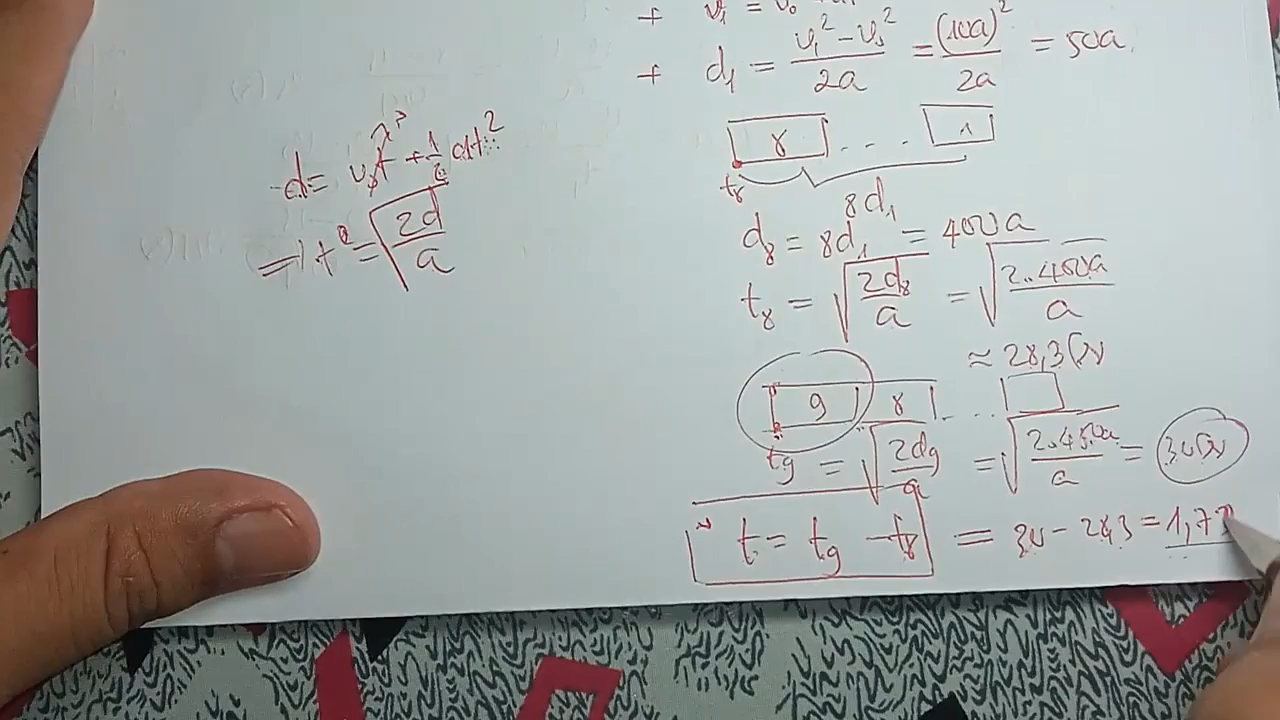 d = v₀t + 1/2 at²
=> t = √(2d/a)
+ v₁ = v₀ +
+ d₁ = (v₁² - v₀²)/2a = (10a)²/2a = 50a
8 ... 1
t₈
8d₁
d₈ = 8d₁ = 400a
t₈ = √(2d₈/a) = √(2.400a/a)
≈ 28,3 (s)
9 8 ...
t₉ = √(2d₉/a) = √(2.450a/a) = 30(s)
t = t₉ - t₈ = 30 - 28,3 = 1,7